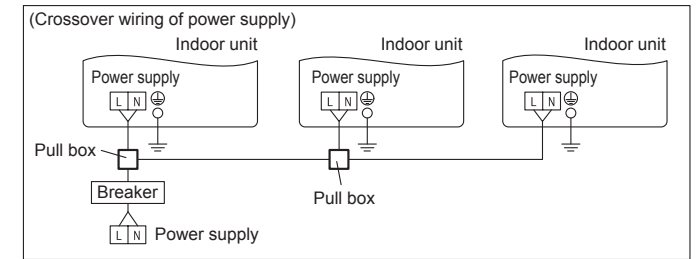 (Crossover wiring of power supply)
Indoor unit Indoor unit Indoor unit
Power supply Power supply Power supply
L N L N L N
Pull box
Breaker
Pull box
L N Power supply